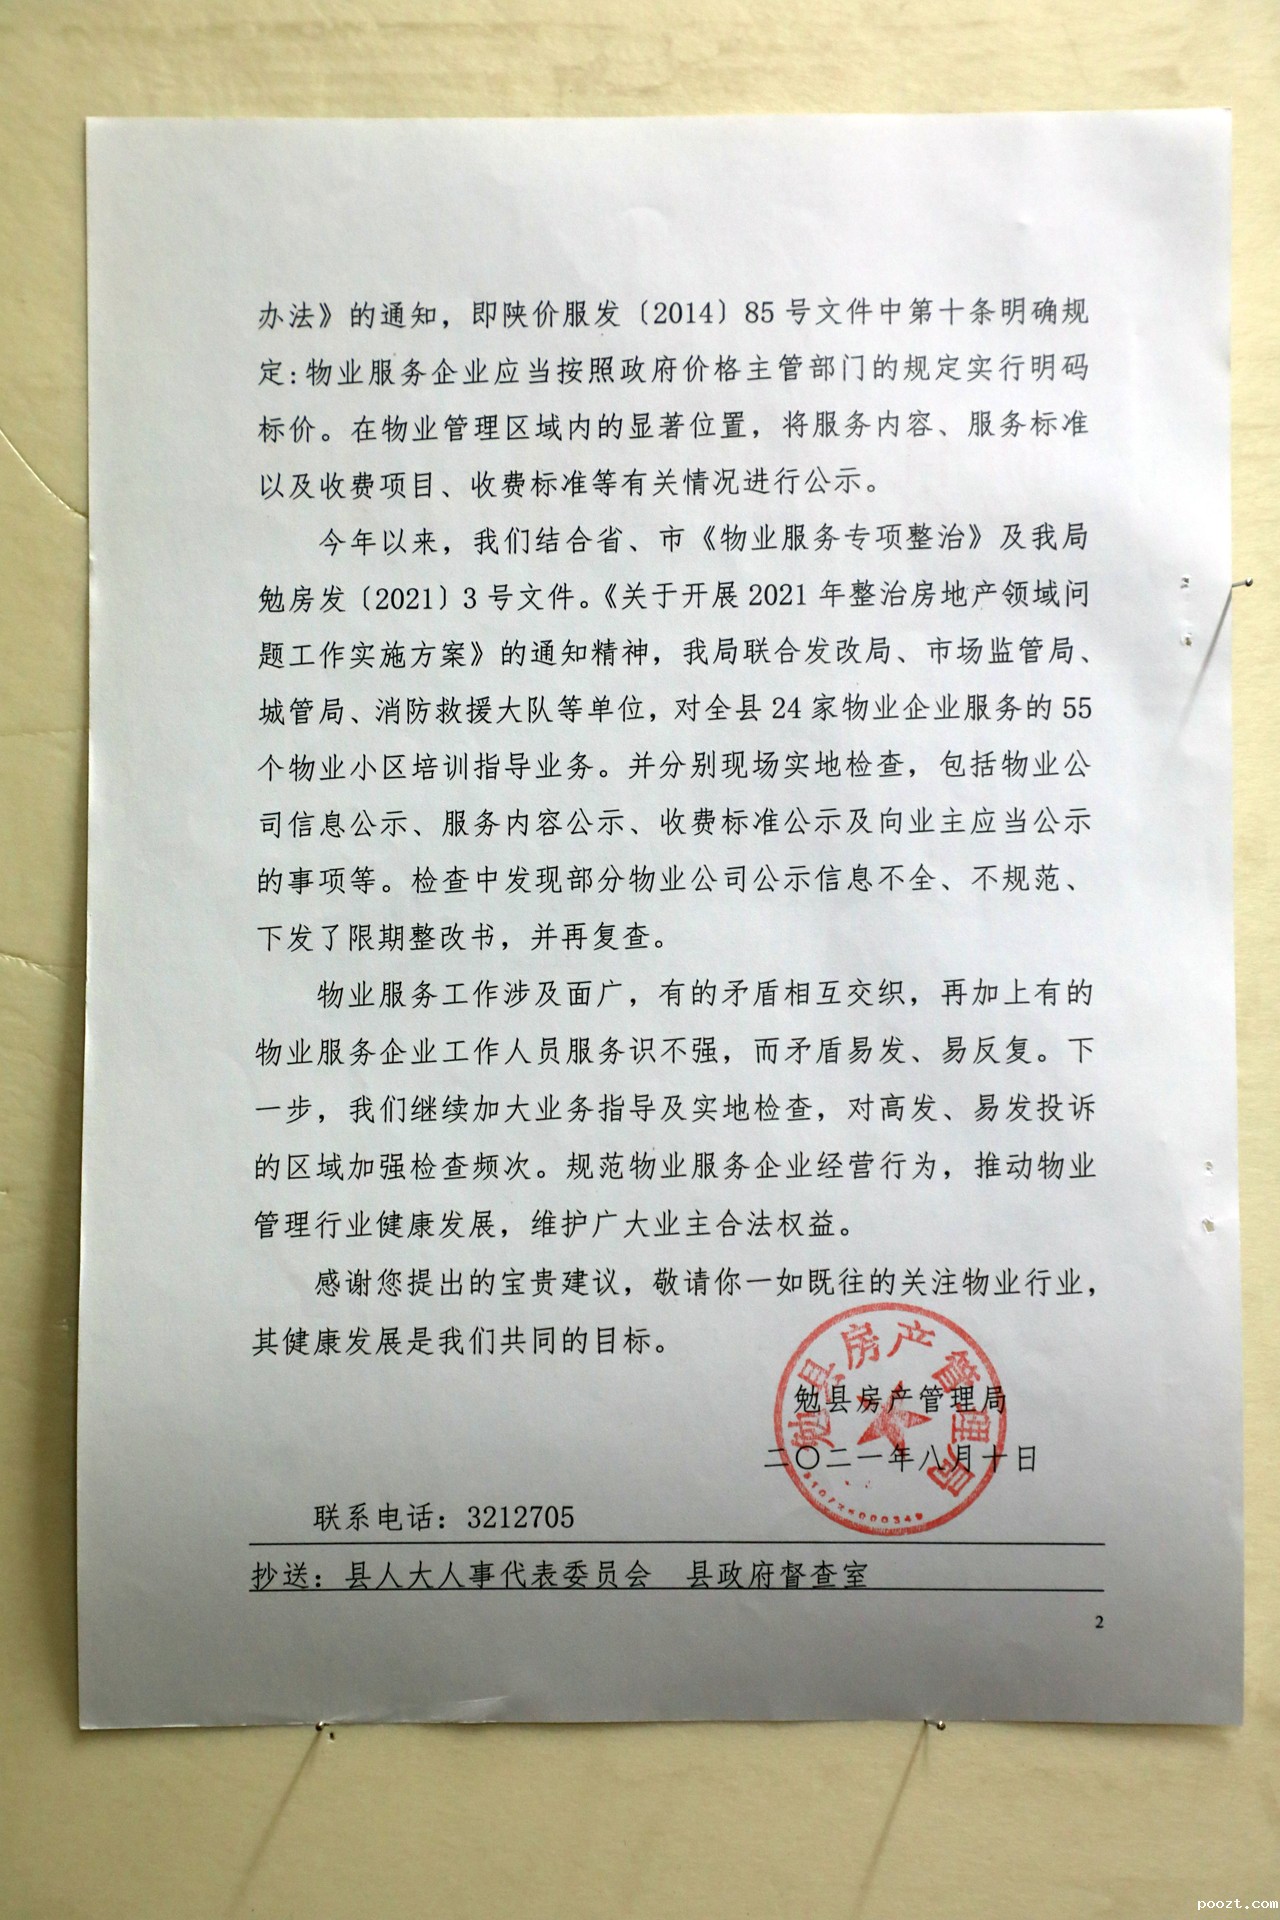 办法》的通知，即陕价服发〔2014〕85号文件中第十条明确规
定:物业服务企业应当按照政府价格主管部门的规定实行明码
标价。在物业管理区域内的显著位置，将服务内容、服务标准
以及收费项目、收费标准等有关情况进行公示。
今年以来，我们结合省、市《物业服务专项整治》及我局
勉房发〔2021〕3号文件。《关于开展2021年整治房地产领域问
题工作实施方案》的通知精神，我局联合发改局、市场监管局、
城管局、消防救援大队等单位，对全县24家物业企业服务的55
个物业小区培训指导业务。并分别现场实地检查，包括物业公
司信息公示、服务内容公示、收费标准公示及向业主应当公示
的事项等。检查中发现部分物业公司公示信息不全、不规范、
下发了限期整改书，并再复查。
物业服务工作涉及面广，有的矛盾相互交织，再加上有的
物业服务企业工作人员服务识不强，而矛盾易发、易反复。下
一步，我们继续加大业务指导及实地检查，对高发、易发投诉
的区域加强检查频次。规范物业服务企业经营行为，推动物业
管理行业健康发展，维护广大业主合法权益。
感谢您提出的宝贵建议，敬请你一如既往的关注物业行业，
其健康发展是我们共同的目标。
勉县房产管理局
勉县房产管理局
二〇二一年八月十日
联系电话：3212705
抄送：县人大人事代表委员会 县政府督查室
2
poozt.com